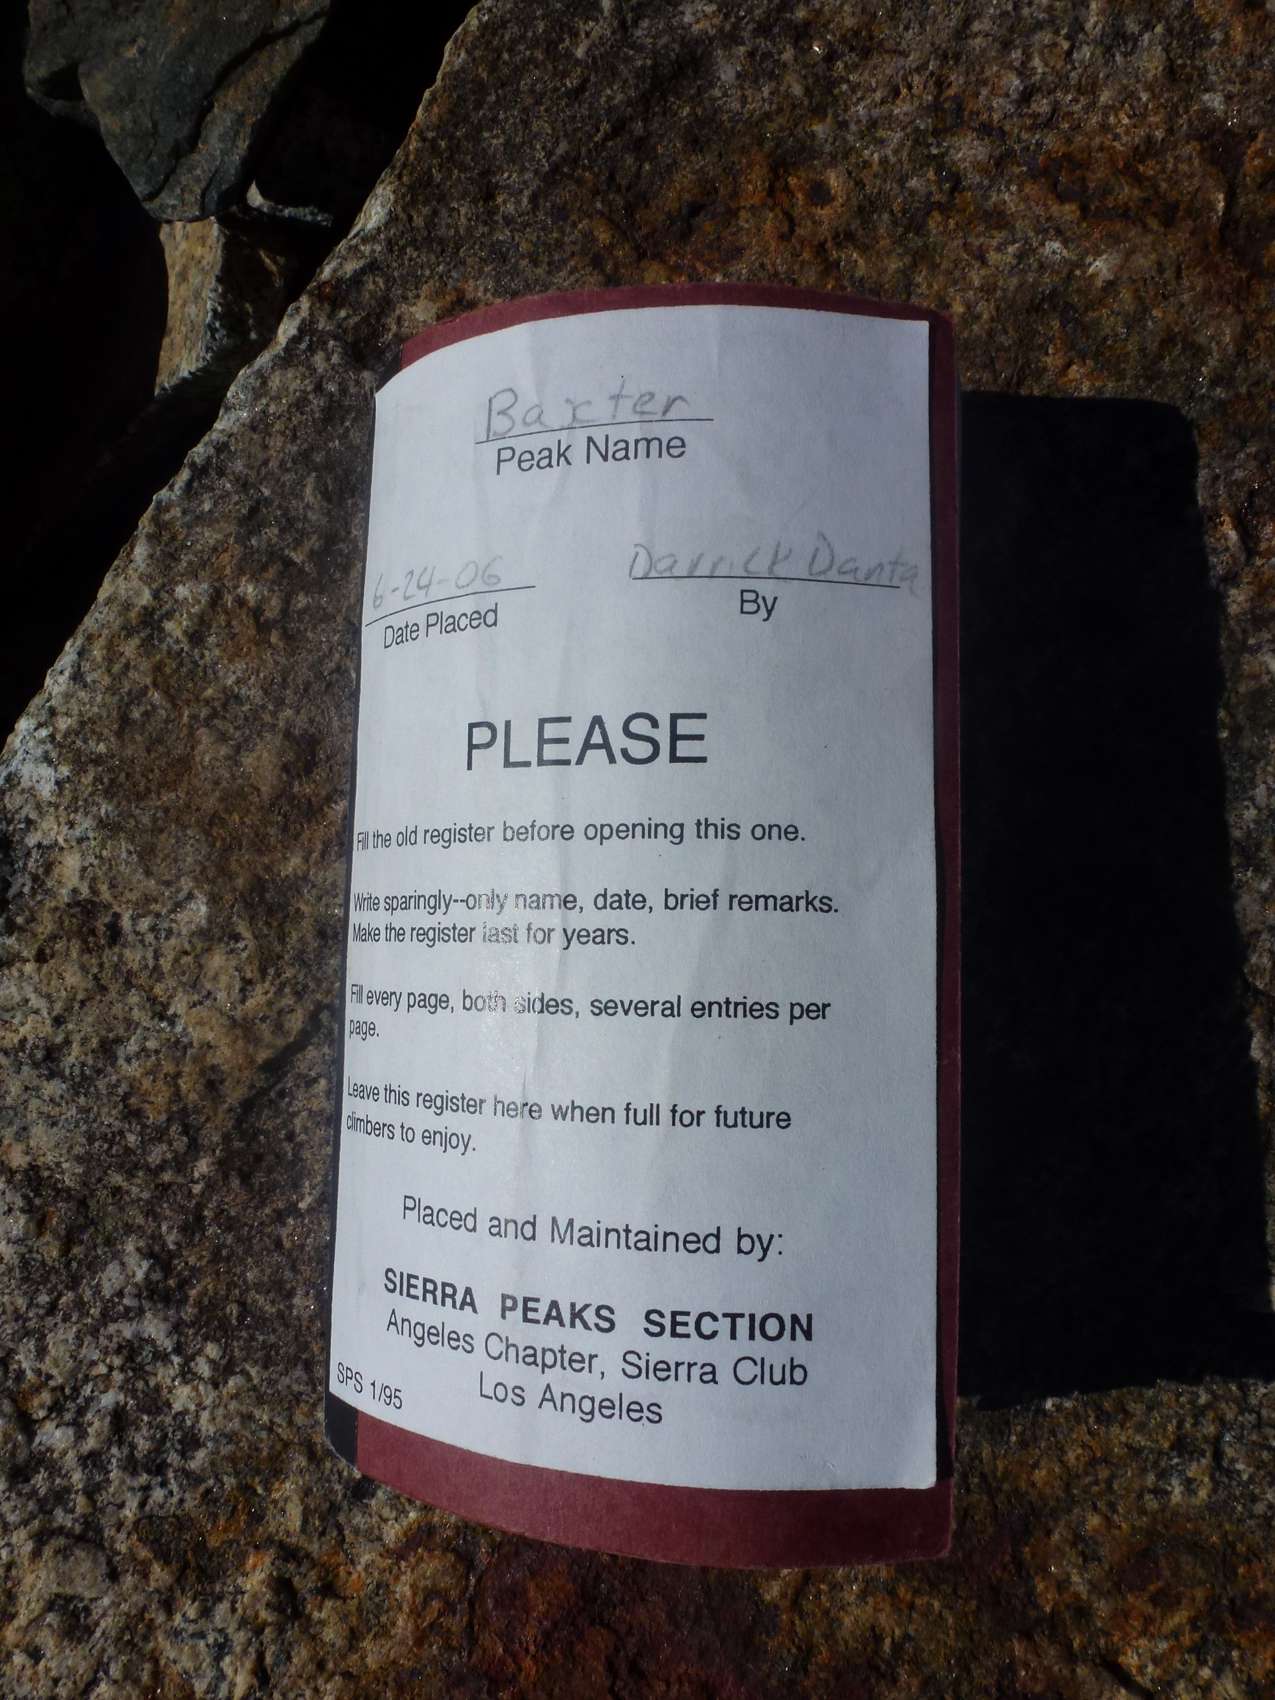 Baxter
Peak Name
6-24-06 Darrick Danta
Date Placed By
PLEASE
Fill the old register before opening this one.
Write sparingly--only name, date, brief remarks.
Make the register last for years.
Fill every page, both sides, several entries per
page.
Leave this register here when full for future
climbers to enjoy.
Placed and Maintained by:
SIERRA PEAKS SECTION
Angeles Chapter, Sierra Club
Los Angeles
SPS 1/95